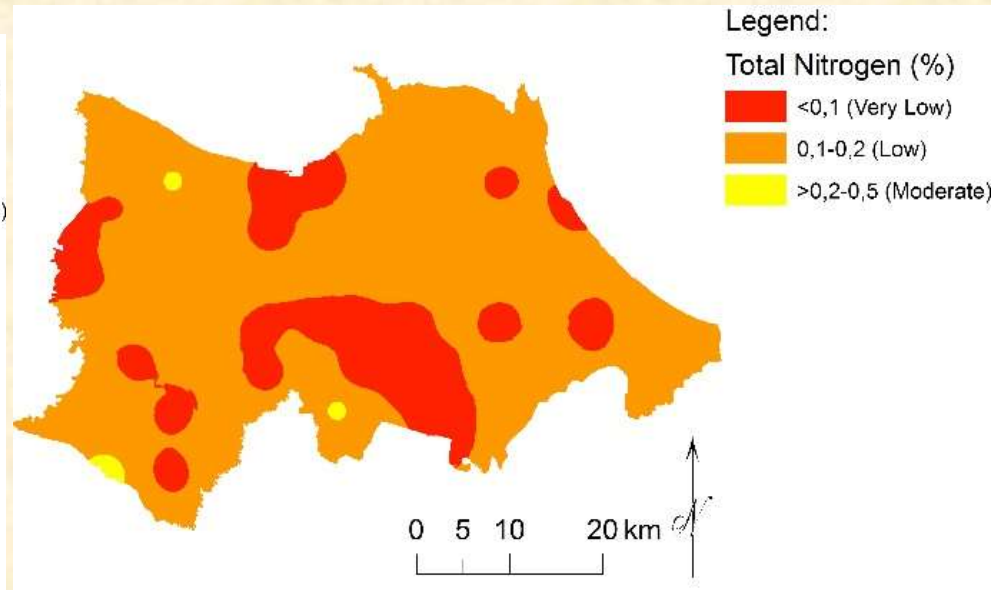 Legend:
Total Nitrogen (%)
<0,1 (Very Low)
0,1-0,2 (Low)
>0,2-0,5 (Moderate)
)
0 5 10 20 km
N